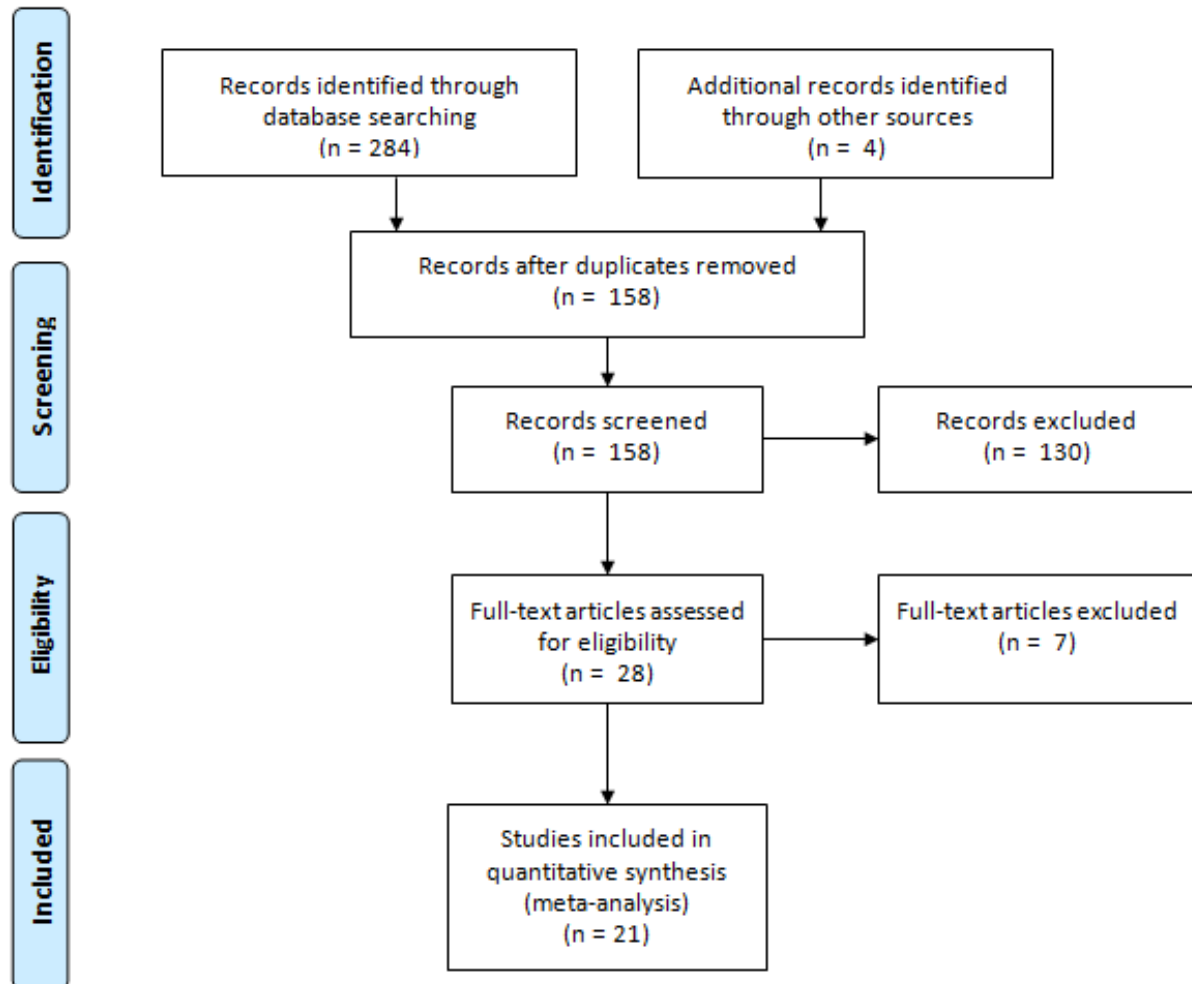 Identification
Records identified through
database searching
(n = 284)
Additional records identified
through other sources
(n = 4)
Records after duplicates removed
(n = 158)
Screening
Records screened
(n = 158)
Records excluded
(n = 130)
Eligibility
Full-text articles assessed
for eligibility
(n = 28)
Full-text articles excluded
(n = 7)
Included
Studies included in
quantitative synthesis
(meta-analysis)
(n = 21)